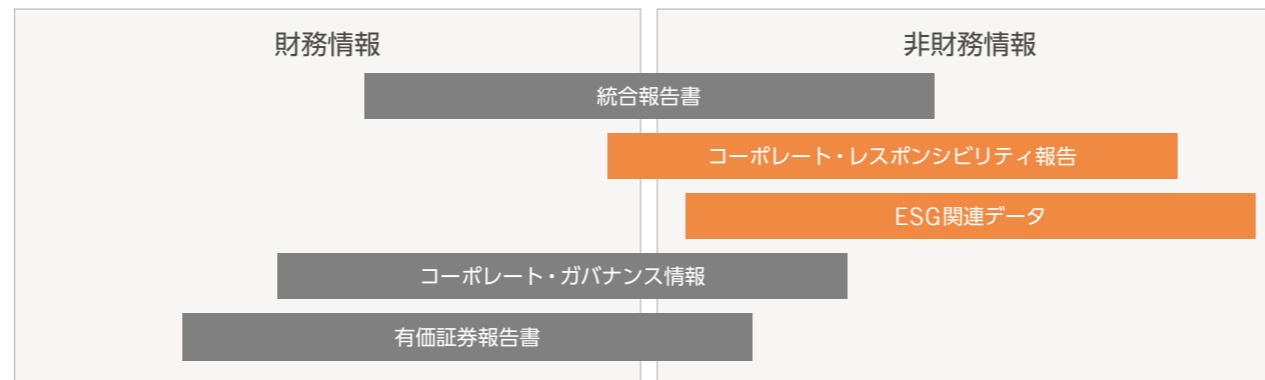 財務情報
非財務情報
統合報告書
コーポレート・レスポンシビリティ報告
ESG関連データ
コーポレート・ガバナンス情報
有価証券報告書